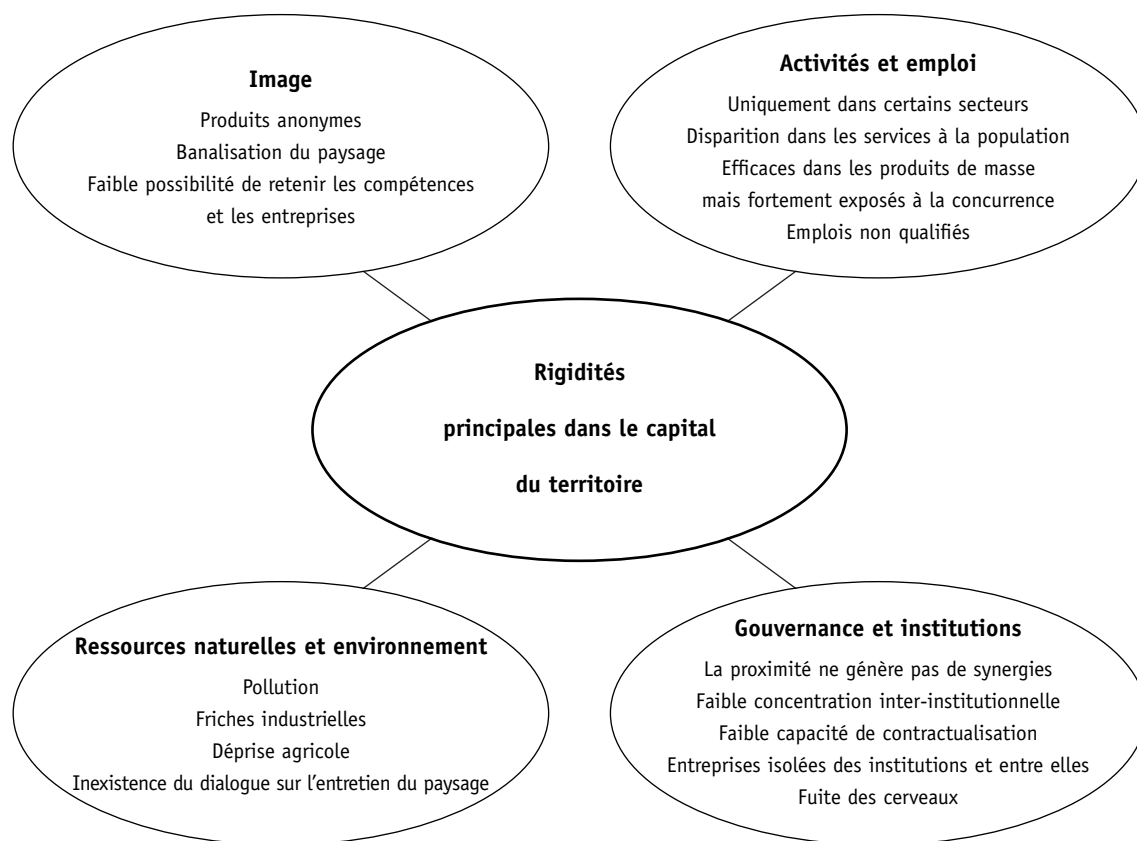 Image
Produits anonymes
Banalisation du paysage
Faible possibilité de retenir les compétences
et les entreprises
Activités et emploi
Uniquement dans certains secteurs
Disparition dans les services à la population
Efficaces dans les produits de masse
mais fortement exposés à la concurrence
Emplois non qualifiés
Rigidités
principales dans le capital
du territoire
Ressources naturelles et environnement
Pollution
Friches industrielles
Déprise agricole
Inexistence du dialogue sur l’entretien du paysage
Gouvernance et institutions
La proximité ne génère pas de synergies
Faible concentration inter-institutionnelle
Faible capacité de contractualisation
Entreprises isolées des institutions et entre elles
Fuite des cerveaux